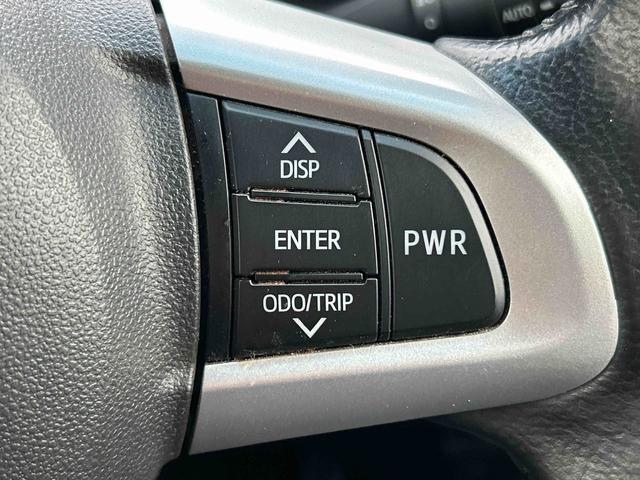 AUTO
DISP
ENTER
PWR
ODO/TRIP